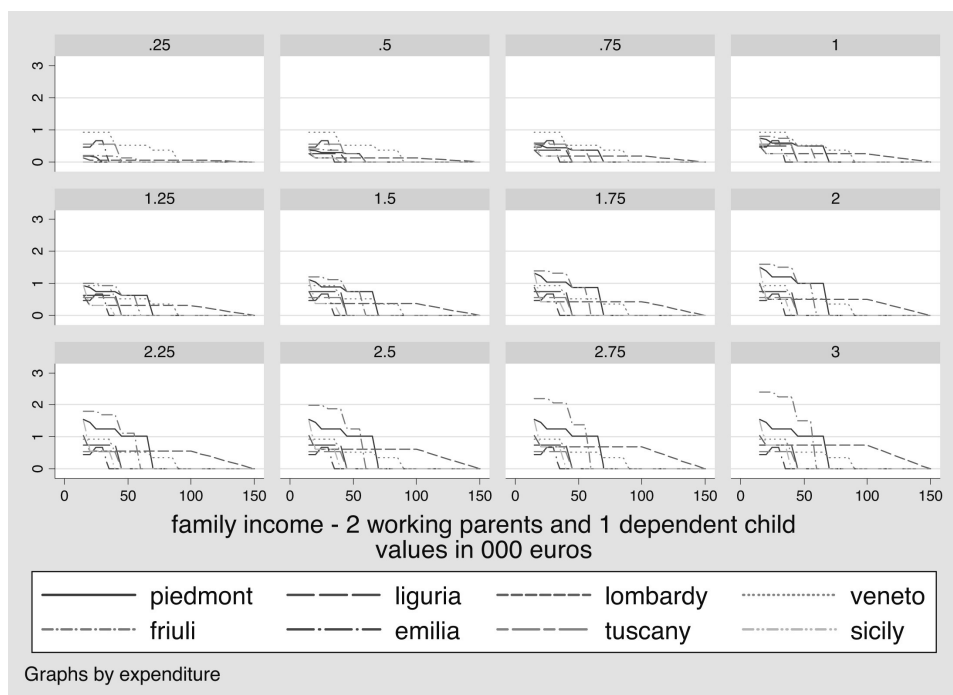 .25 .5 .75 1
3
2
1
0
1.25 1.5 1.75 2
3
2
1
0
2.25 2.5 2.75 3
3
2
1
0
0 50 100 150 0 50 100 150 0 50 100 150 0 50 100 150
family income - 2 working parents and 1 dependent child
values in 000 euros
piedmont liguria lombardy veneto
friuli emilia tuscany sicily
Graphs by expenditure